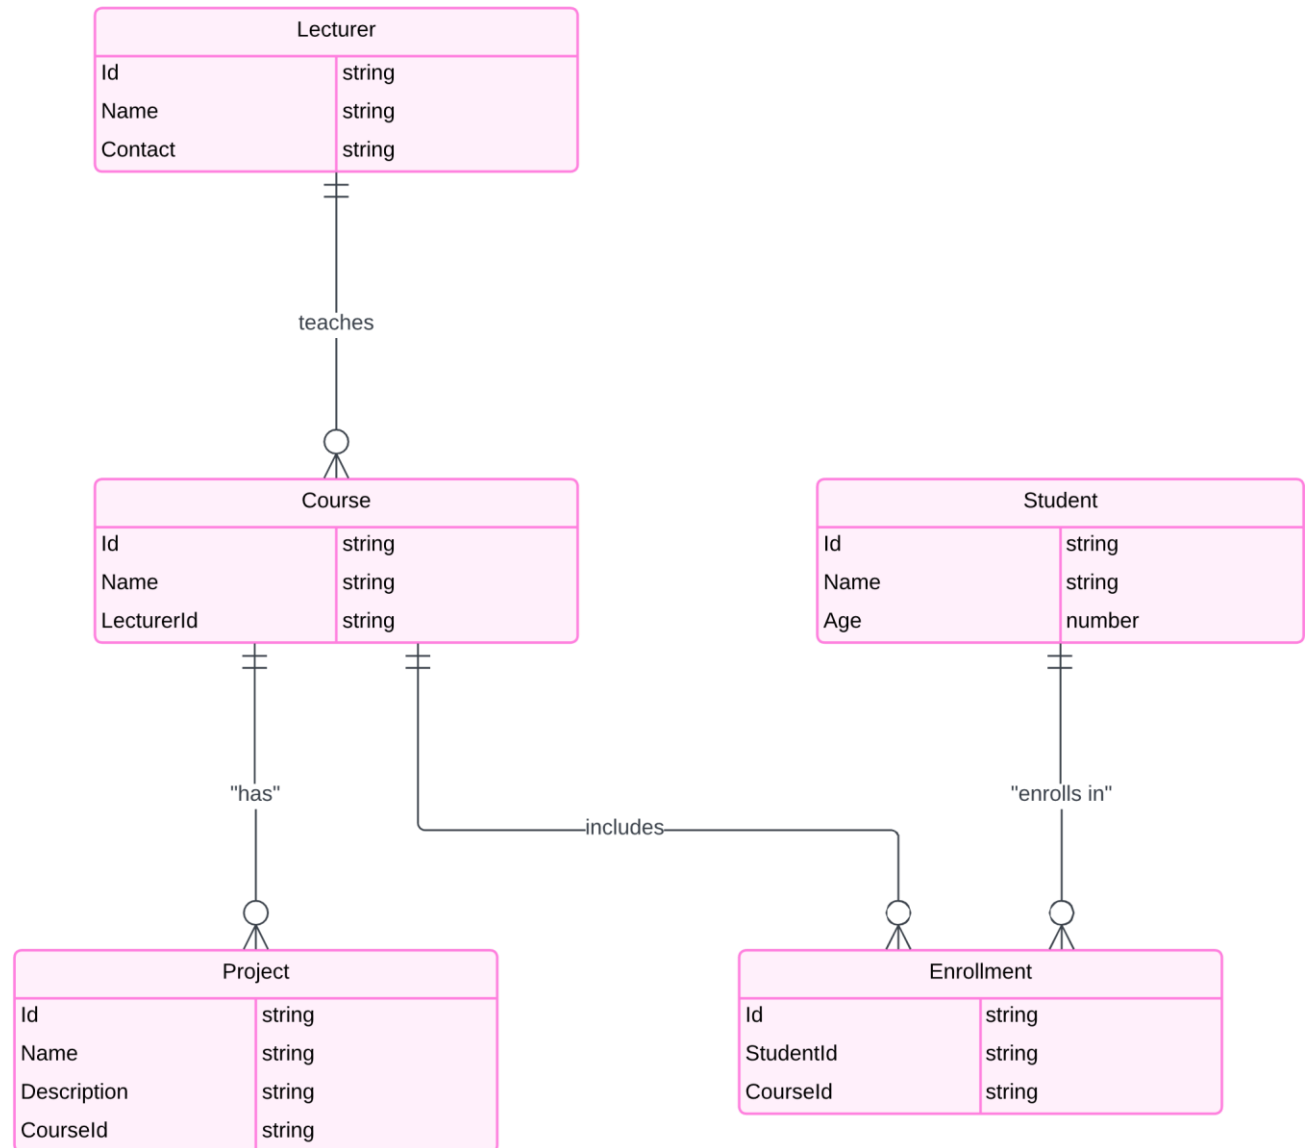 Lecturer
Id string
Name string
Contact string
teaches
Course
Id string
Name string
LecturerId string
Student
Id string
Name string
Age number
"has"
"enrolls in"
includes
Project
Id string
Name string
Description string
CourseId string
Enrollment
Id string
StudentId string
CourseId string